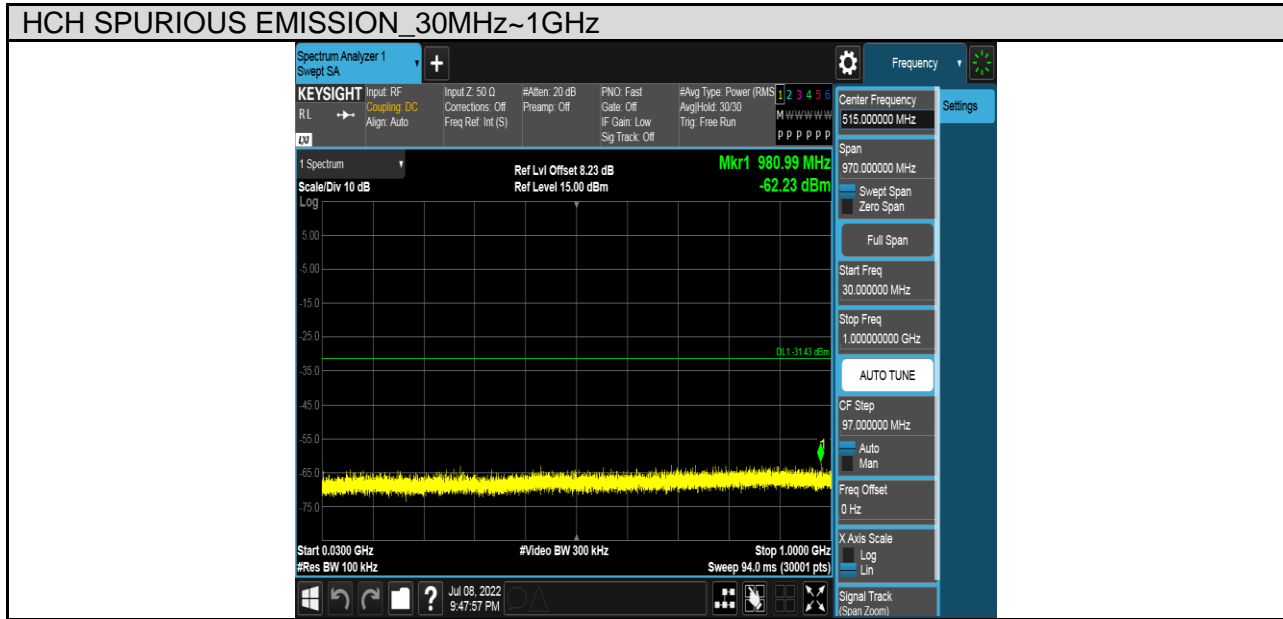 HCH SPURIOUS EMISSION_30MHz~1GHz
Spectrum Analyzer 1
Swept SA
+
Frequency
KEYSIGHT
RL
LXI
Input: RF
Coupling: DC
Align: Auto
Input Z: 50 Ω
Corrections: Off
Freq Ref: Int (S)
#Atten: 20 dB
Preamp: Off
PNO: Fast
Gate: Off
IF Gain: Low
Sig Track: Off
#Avg Type: Power (RMS
Avg|Hold: 30/30
Trig: Free Run
1 2 3 4 5 6
M W W W W W
P P P P P P
Center Frequency
515.000000 MHz
Settings
1 Spectrum
Ref Lvl Offset 8.23 dB
Mkr1 980.99 MHz
Scale/Div 10 dB
Ref Level 15.00 dBm
-62.23 dBm
Log
5.00
-5.00
-15.0
-25.0
DL1 -31.43 dBm
-35.0
-45.0
-55.0
1
-65.0
-75.0
Start 0.0300 GHz
#Video BW 300 kHz
Stop 1.0000 GHz
#Res BW 100 kHz
Sweep 94.0 ms (30001 pts)
Span
970.000000 MHz
Swept Span
Zero Span
Full Span
Start Freq
30.000000 MHz
Stop Freq
1.000000000 GHz
AUTO TUNE
CF Step
97.000000 MHz
Auto
Man
Freq Offset
0 Hz
X Axis Scale
Log
Lin
Signal Track
(Span Zoom)
?
Jul 08, 2022
9:47:57 PM